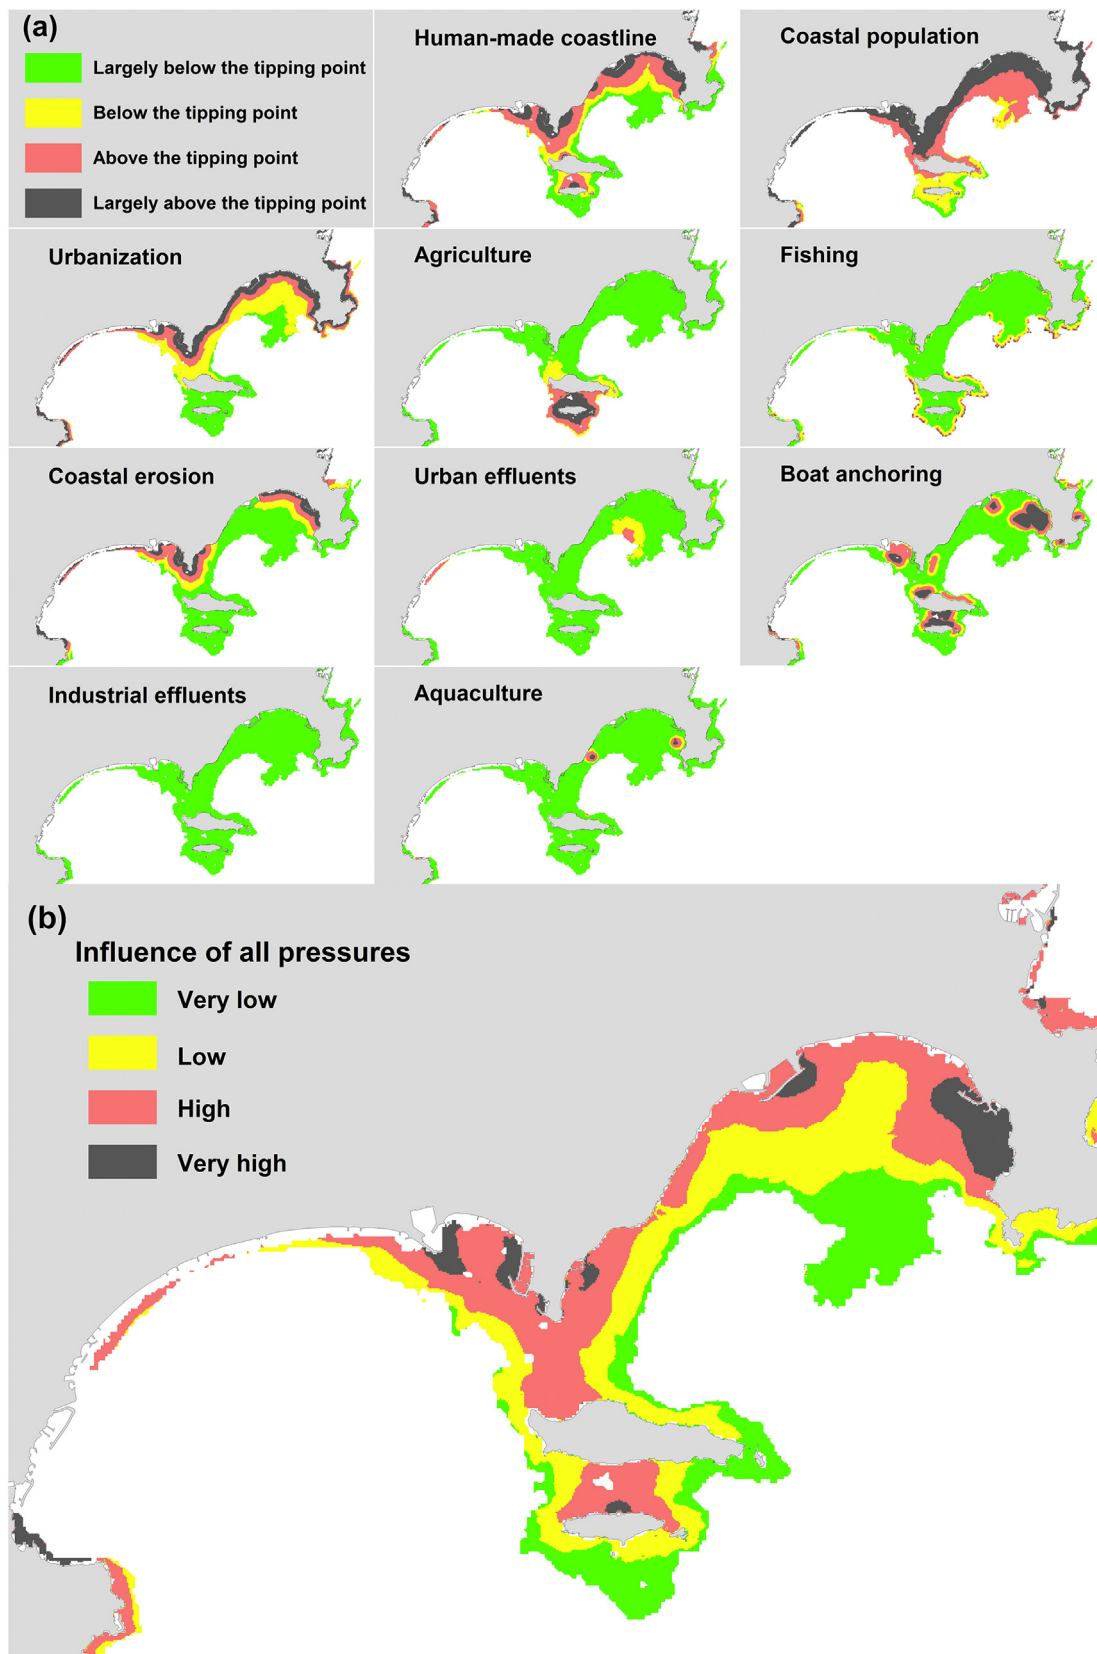 (a)
Largely below the tipping point
Below the tipping point
Above the tipping point
Largely above the tipping point
Human-made coastline
Coastal population
Urbanization
Agriculture
Fishing
Coastal erosion
Urban effluents
Boat anchoring
Industrial effluents
Aquaculture
(b)
Influence of all pressures
Very low
Low
High
Very high